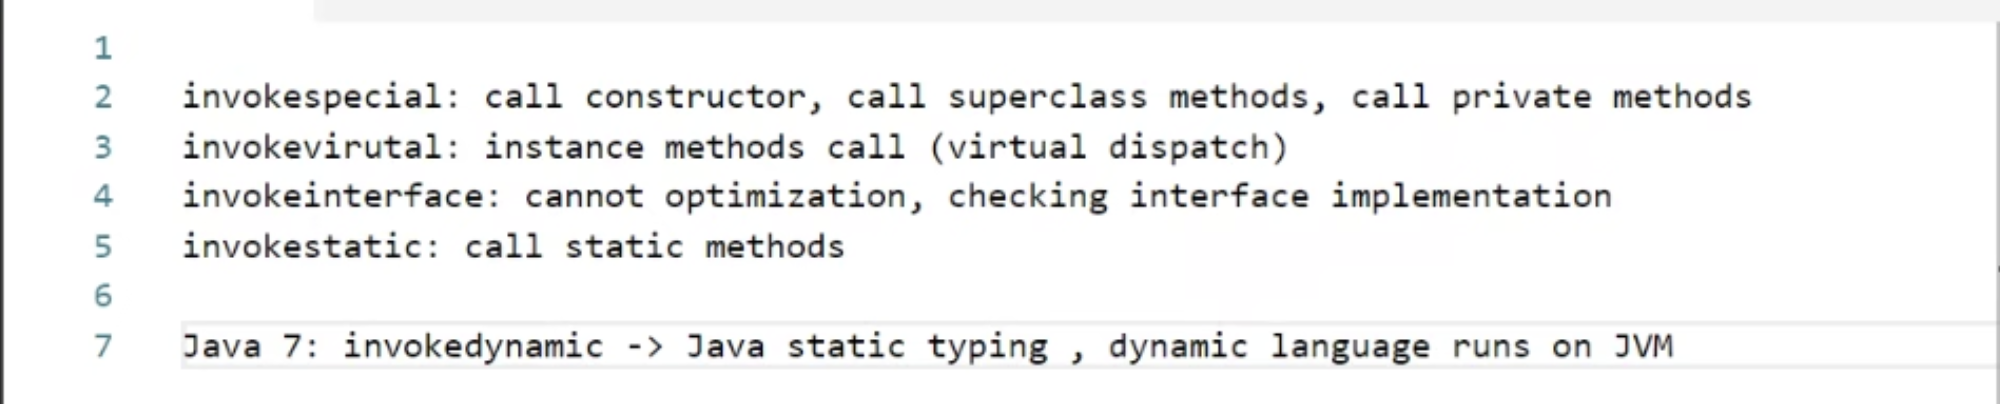 1
2 invokespecial: call constructor, call superclass methods, call private methods
3 invokevirutal: instance methods call (virtual dispatch)
4 invokeinterface: cannot optimization, checking interface implementation
5 invokestatic: call static methods
6
7 Java 7: invokedynamic -> Java static typing , dynamic language runs on JVM